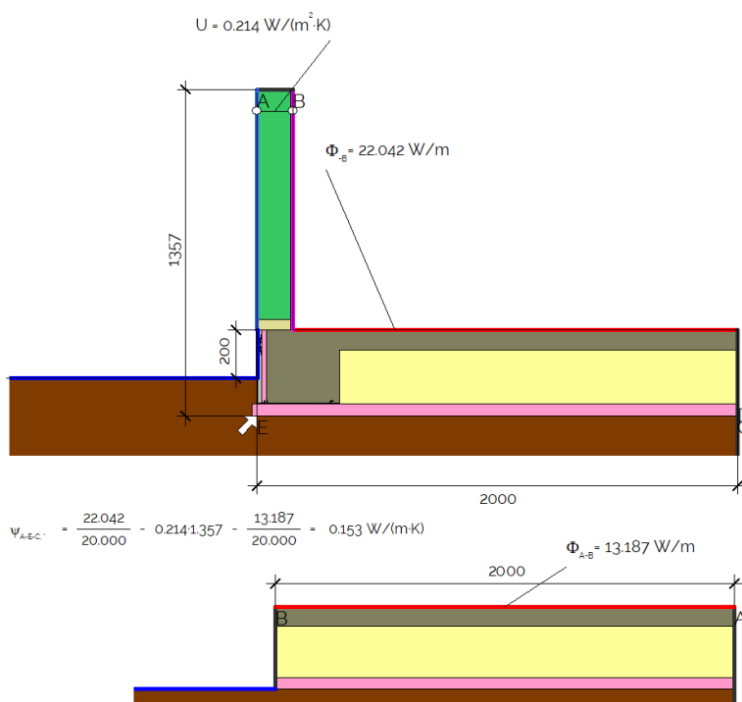 U = 0.214 W/(m²·K)
A B
Φ-B = 22.042 W/m
1357
200
E
2000
ψA-E-C,* = 22.042/20.000 - 0.214·1.357 - 13.187/20.000 = 0.153 W/(m·K)
ΦA-B = 13.187 W/m
2000
B A